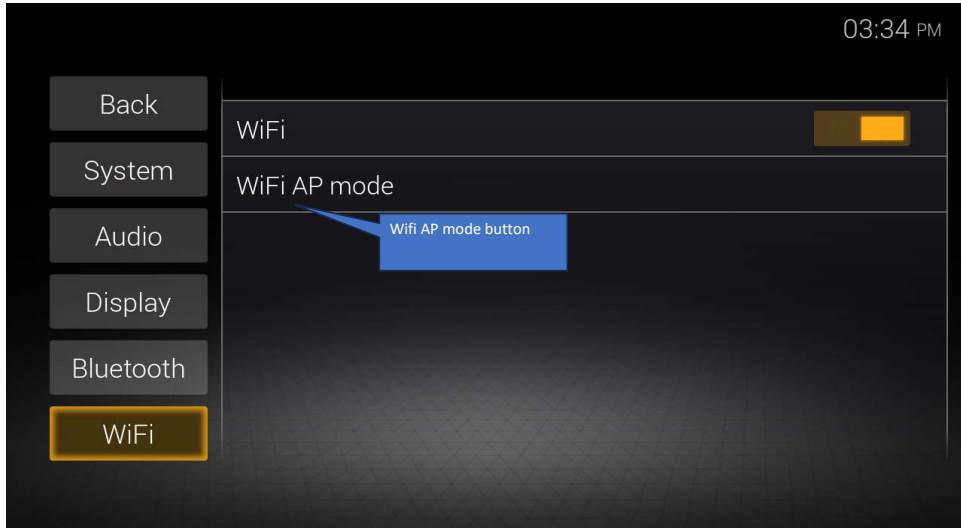 03:34 PM
Back
System
Audio
Display
Bluetooth
WiFi
WiFi
WiFi AP mode
Wifi AP mode button